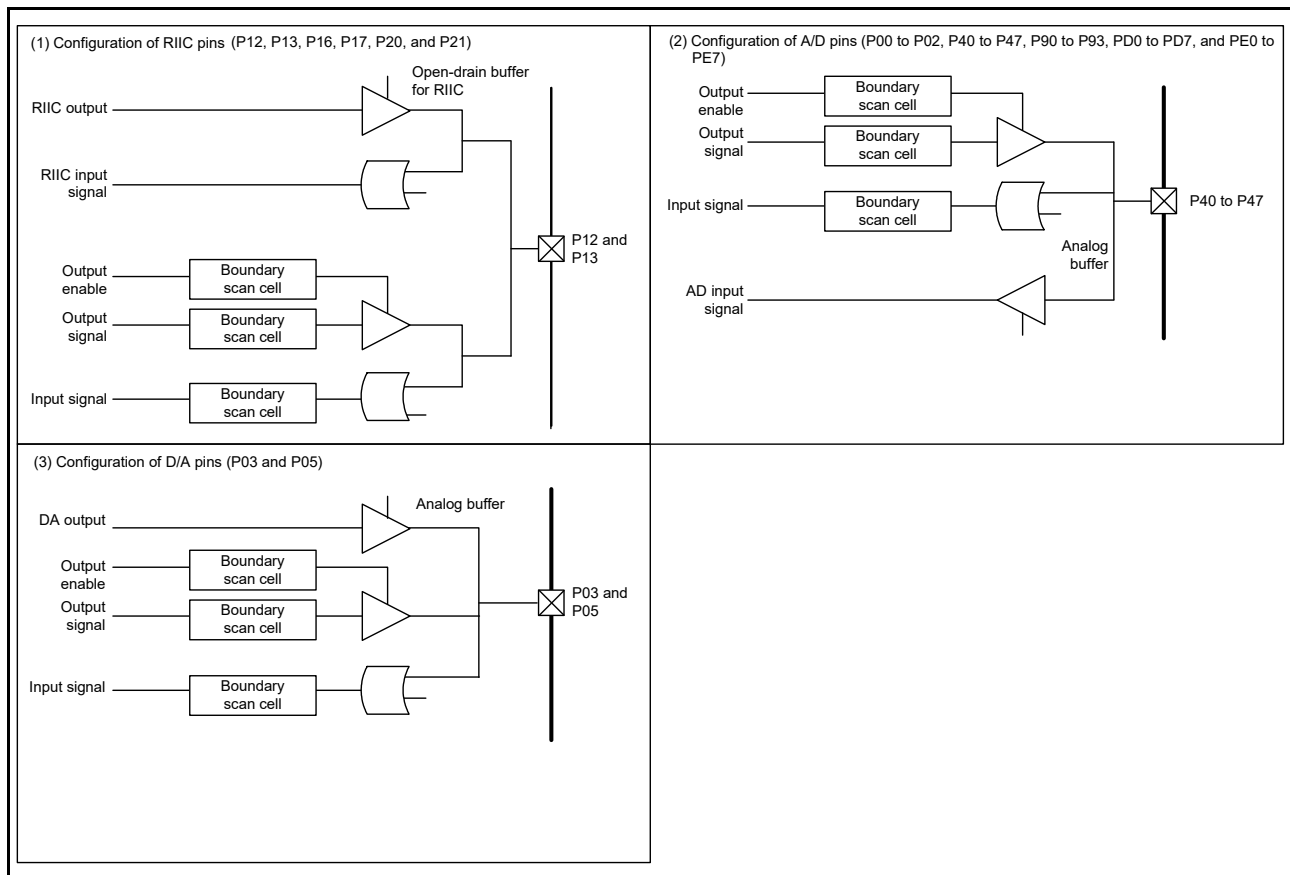 (1) Configuration of RIIC pins (P12, P13, P16, P17, P20, and P21)
Open-drain buffer
for RIIC
RIIC output
RIIC input
signal
P12 and
P13
Output
enable
Boundary
scan cell
Output
signal
Boundary
scan cell
Input signal
Boundary
scan cell
(2) Configuration of A/D pins (P00 to P02, P40 to P47, P90 to P93, PD0 to PD7, and PE0 to
PE7)
Output
enable
Boundary
scan cell
Output
signal
Boundary
scan cell
Input signal
Boundary
scan cell
P40 to P47
Analog
buffer
AD input
signal
(3) Configuration of D/A pins (P03 and P05)
Analog buffer
DA output
Output
enable
Boundary
scan cell
Output
signal
Boundary
scan cell
P03 and
P05
Input signal
Boundary
scan cell